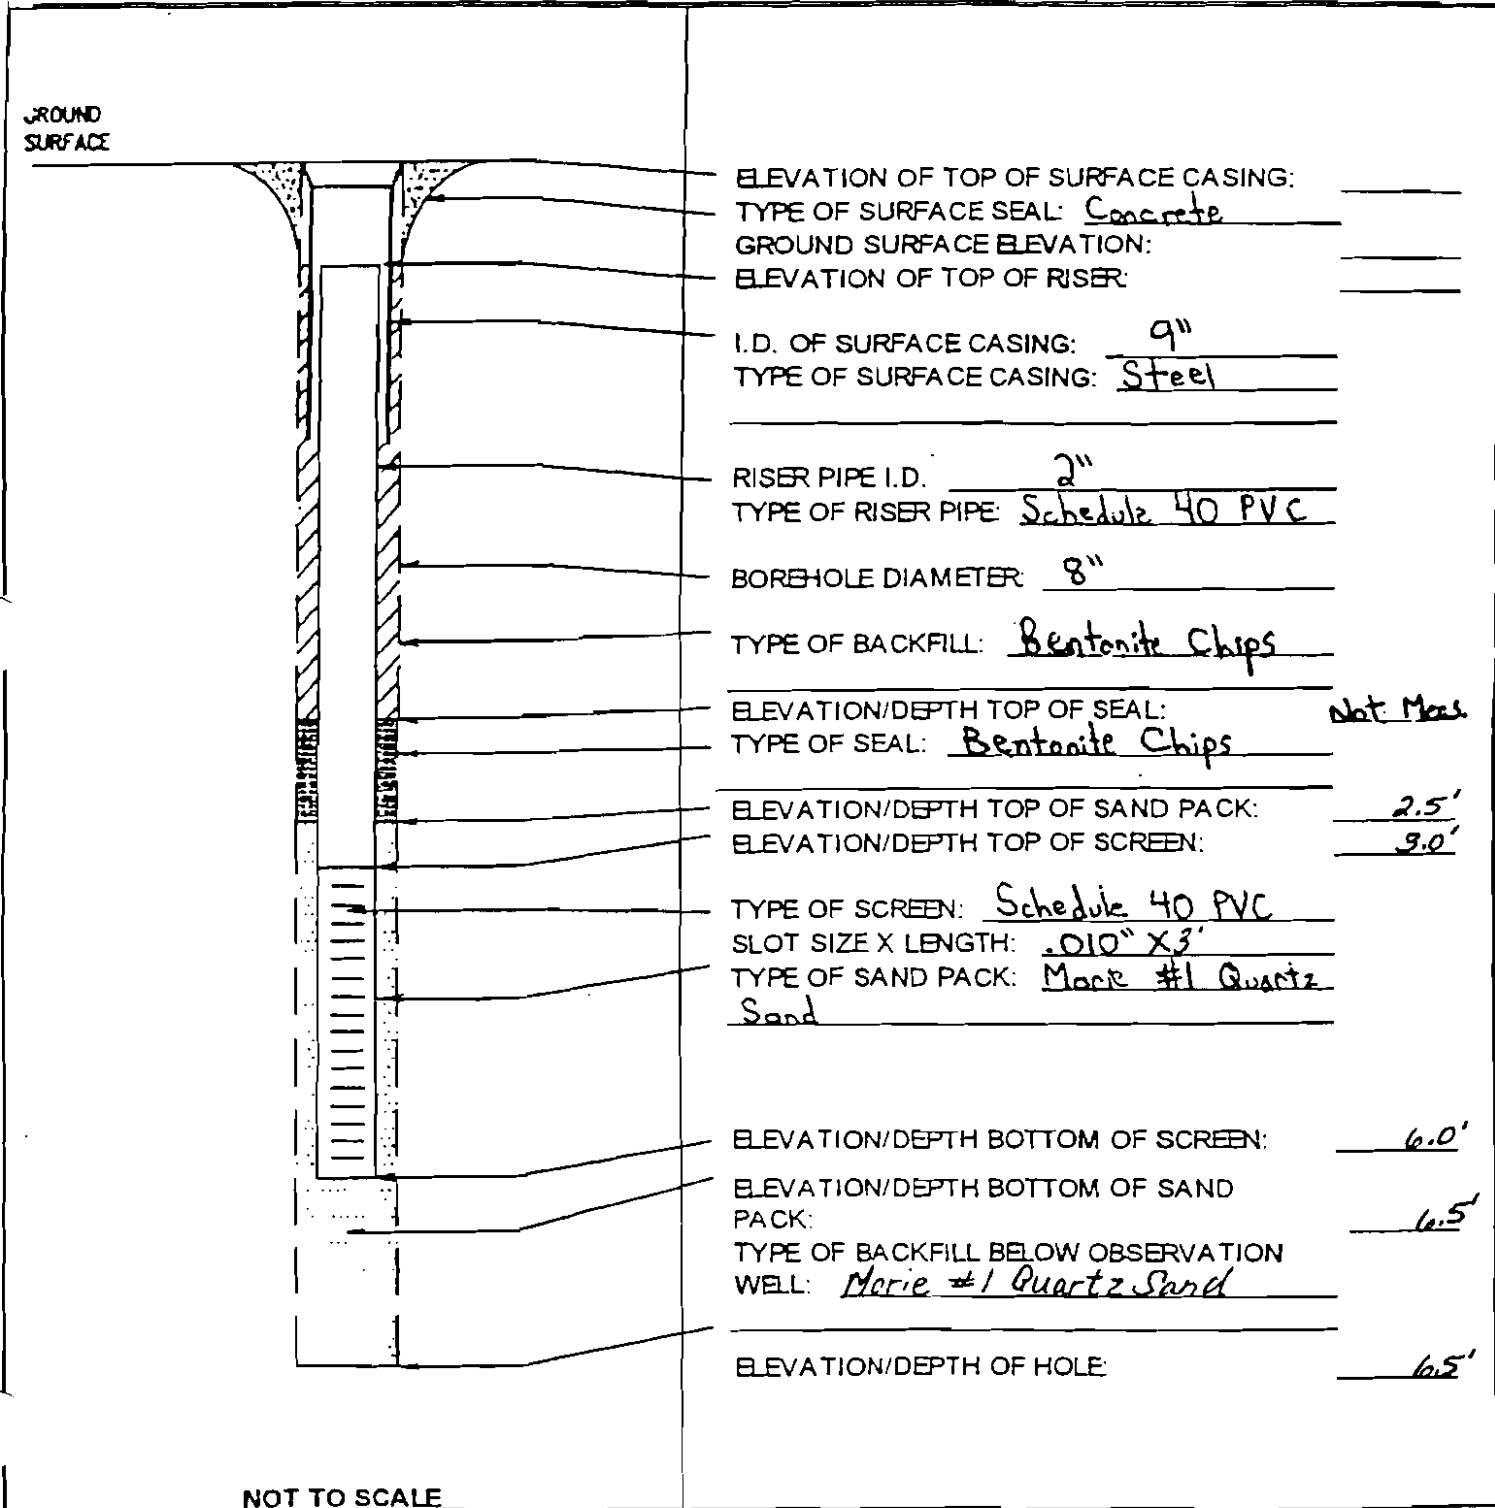 GROUND
SURFACE
ELEVATION OF TOP OF SURFACE CASING:
TYPE OF SURFACE SEAL: Concrete
GROUND SURFACE ELEVATION:
ELEVATION OF TOP OF RISER:
I.D. OF SURFACE CASING: 9"
TYPE OF SURFACE CASING: Steel
RISER PIPE I.D. 2"
TYPE OF RISER PIPE: Schedule 40 PVC
BOREHOLE DIAMETER: 8"
TYPE OF BACKFILL: Bentonite Chips
ELEVATION/DEPTH TOP OF SEAL: Not Meas.
TYPE OF SEAL: Bentonite Chips
ELEVATION/DEPTH TOP OF SAND PACK: 2.5'
ELEVATION/DEPTH TOP OF SCREEN: 3.0'
TYPE OF SCREEN: Schedule 40 PVC
SLOT SIZE X LENGTH: .010" X 3'
TYPE OF SAND PACK: Morie #1 Quartz
Sand
ELEVATION/DEPTH BOTTOM OF SCREEN: 6.0'
ELEVATION/DEPTH BOTTOM OF SAND
PACK: 6.5'
TYPE OF BACKFILL BELOW OBSERVATION
WELL: Morie #1 Quartz Sand
ELEVATION/DEPTH OF HOLE: 6.5'
NOT TO SCALE